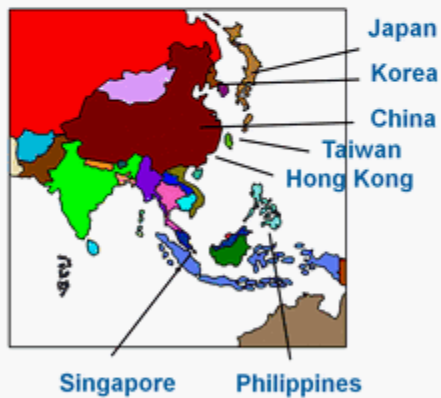 Japan
Korea
China
Taiwan
Hong Kong
Singapore
Philippines